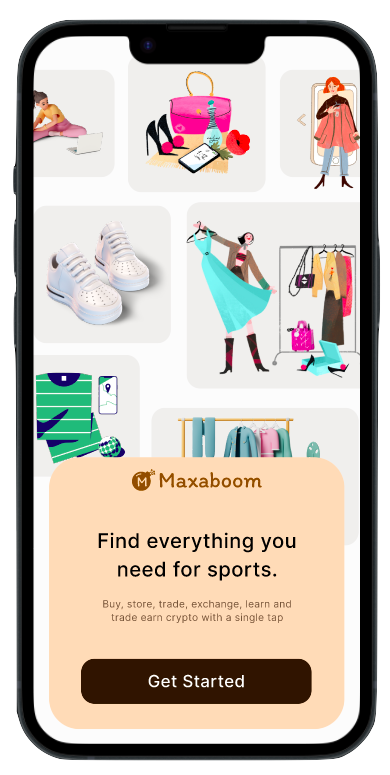 Maxaboom
Find everything you
need for sports.
Buy, store, trade, exchange, learn and
trade earn crypto with a single tap
Get Started